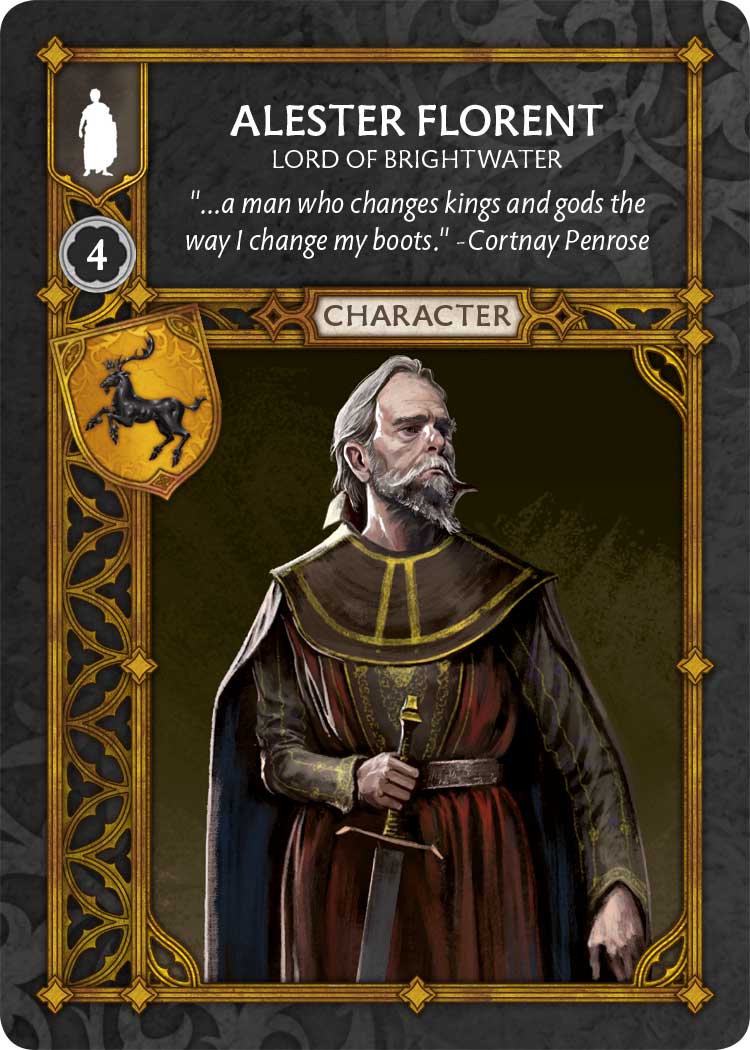 ALESTER FLORENT
LORD OF BRIGHTWATER
"...a man who changes kings and gods the
way I change my boots." -Cortnay Penrose
4
CHARACTER